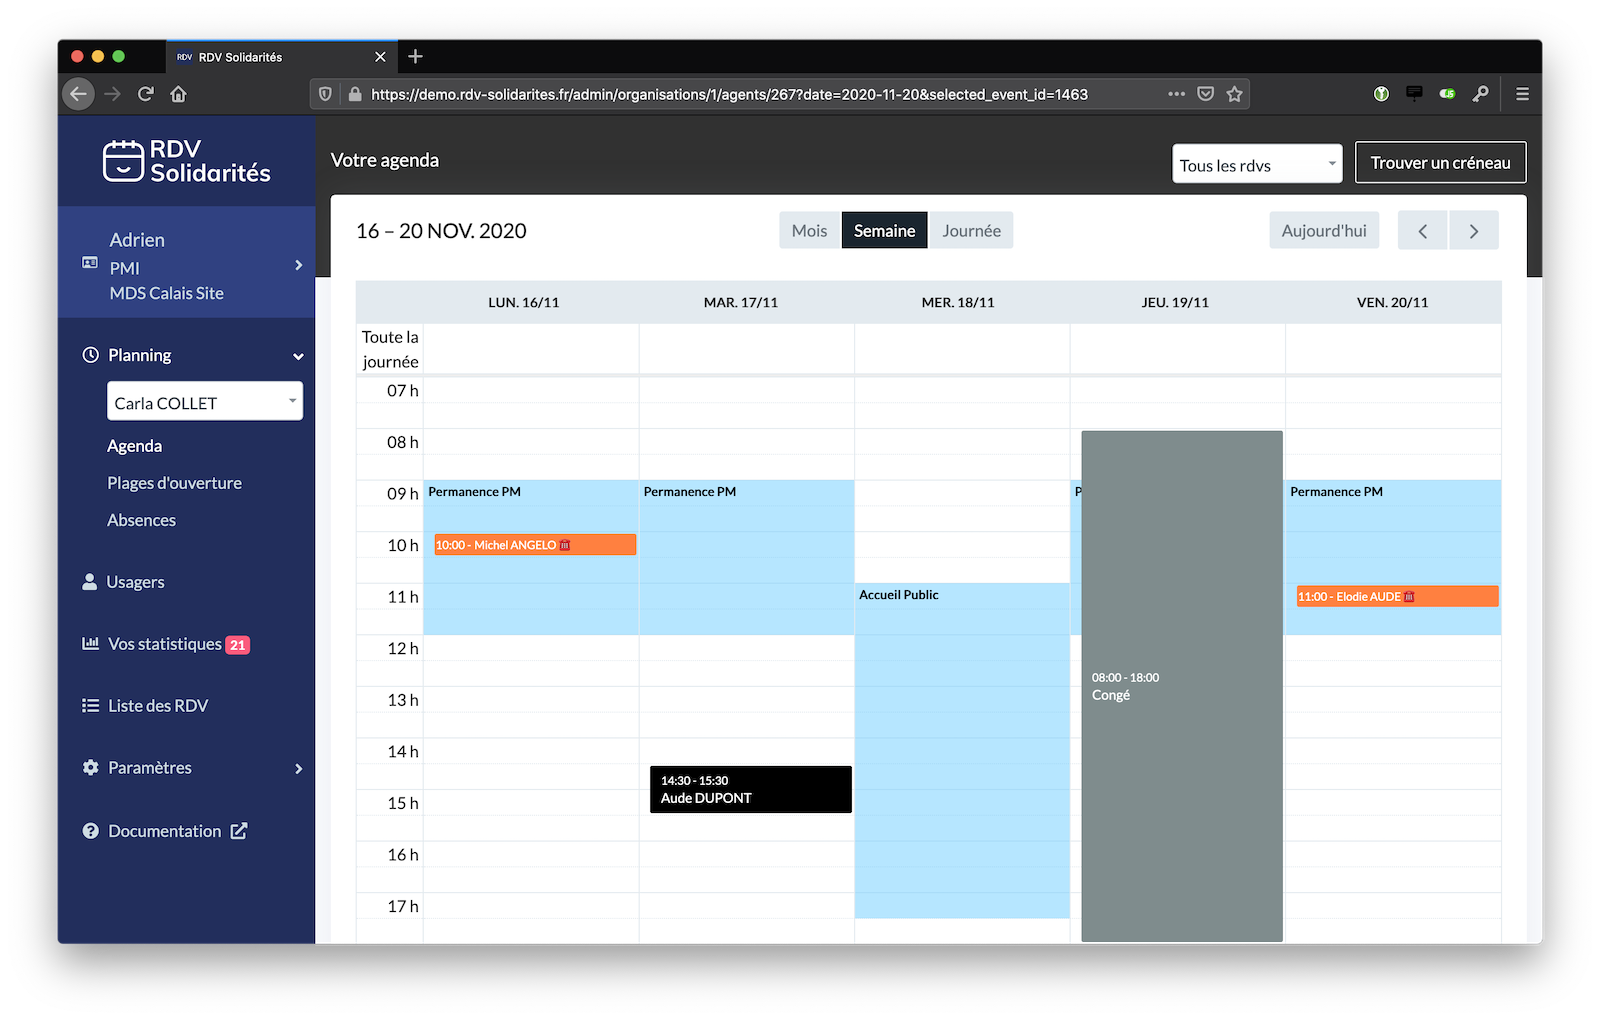 RDV RDV Solidarités
https://demo.rdv-solidarites.fr/admin/organisations/1/agents/267?date=2020-11-20&selected_event_id=1463
RDV
Solidarités
Adrien
PMI
MDS Calais Site
Planning
Carla COLLET
Agenda
Plages d'ouverture
Absences
Usagers
Vos statistiques 21
Liste des RDV
Paramètres
Documentation
Votre agenda
Tous les rdvs
Trouver un créneau
16 – 20 NOV. 2020
Mois Semaine Journée
Aujourd'hui
LUN. 16/11 MAR. 17/11 MER. 18/11 JEU. 19/11 VEN. 20/11
Toute la
journée
07 h
08 h
09 h Permanence PM Permanence PM P Permanence PM
10 h 10:00 - Michel ANGELO
11 h Accueil Public 11:00 - Elodie AUDE
12 h
08:00 - 18:00
Congé
13 h
14 h
14:30 - 15:30
Aude DUPONT
15 h
16 h
17 h